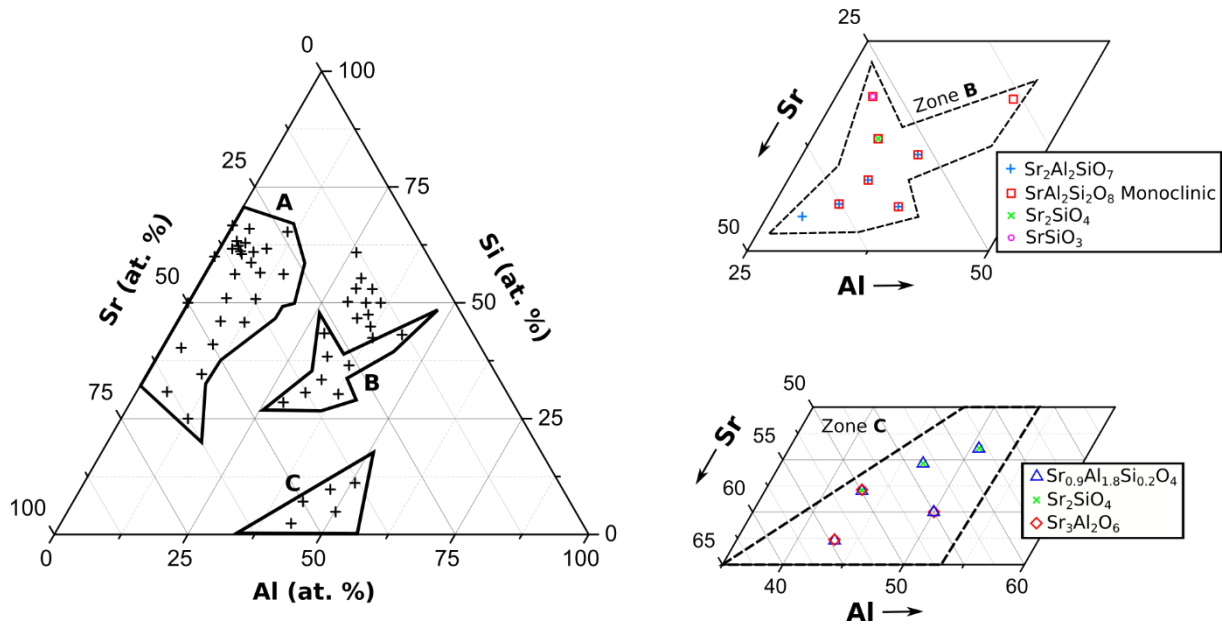 0
100
25
A
75
Sr (at. %)
Si (at. %)
50
50
75
B
25
C
100
0
0
25
50
75
100
Al (at. %)
25
Sr
Zone B
50
25
50
Al
Sr₂Al₂SiO₇
SrAl₂Si₂O₈ Monoclinic
Sr₂SiO₄
SrSiO₃
50
Zone C
55
Sr
60
65
40
50
60
Al
Sr₀.₉Al₁.₈Si₀.₂O₄
Sr₂SiO₄
Sr₃Al₂O₆